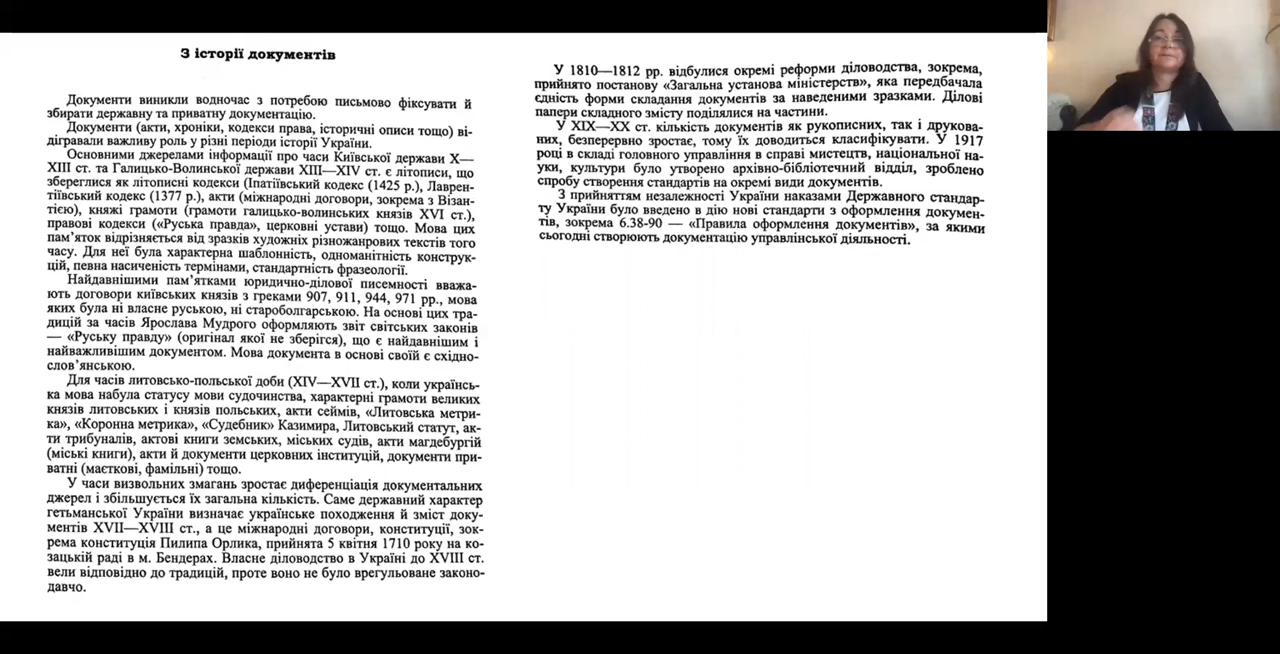 З історії документів
Документи виникли водночас з потребою письмово фіксувати й
збирати державну та приватну документацію.
Документи (акти, хроніки, кодекси права, історичні описи тощо) ві-
дігравали важливу роль у різні періоди історії України.
Основними джерелами інформації про часи Київської держави X—
XIII ст. та Галицько-Волинської держави XIII—XIV ст. є літописи, що
збереглися як літописні кодекси (Іпатіївський кодекс (1425 р.), Лаврен-
тіївський кодекс (1377 р.), акти (міжнародні договори, зокрема з Візан-
тією), княжі грамоти (грамоти галицько-волинських князів XVI ст.),
правові кодекси («Руська правда», церковні устави) тощо. Мова цих
пам’яток відрізняється від зразків художніх різножанрових текстів того
часу. Для неї була характерна шаблонність, одноманітність конструк-
цій, певна насиченість термінами, стандартність фразеології.
Найдавнішими пам’ятками юридично-ділової писемності вважа-
ють договори київських князів з греками 907, 911, 944, 971 рр., мова
яких була ні власне руською, ні староболгарською. На основі цих тра-
дицій за часів Ярослава Мудрого оформляють звіт світських законів
— «Руську правду» (оригінал якої не зберігся), що є найдавнішим і
найважливішим документом. Мова документа в основі своїй є східно-
слов’янською.
Для часів литовсько-польської доби (XIV—XVII ст.), коли українсь-
ка мова набула статусу мови судочинства, характерні грамоти великих
князів литовських і князів польських, акти сеймів, «Литовська метри-
ка», «Коронна метрика», «Судебник» Казимира, Литовський статут, ак-
ти трибуналів, актові книги земських, міських судів, акти магдебургій
(міські книги), акти й документи церковних інституцій, документи при-
ватні (маєткові, фамільні) тощо.
У часи визвольних змагань зростає диференціація документальних
джерел і збільшується їх загальна кількість. Саме державний характер
гетьманської України визначає українське походження й зміст доку-
ментів XVII—XVIII ст., а це міжнародні договори, конституції, зок-
рема конституція Пилипа Орлика, прийнята 5 квітня 1710 року на ко-
зацькій раді в м. Бендерах. Власне діловодство в Україні до XVIII ст.
вели відповідно до традицій, проте воно не було врегульоване законо-
давчо.
У 1810—1812 рр. відбулися окремі реформи діловодства, зокрема,
прийнято постанову «Загальна установа міністерств», яка передбачала
єдність форми складання документів за наведеними зразками. Ділові
папери складного змісту поділялися на частини.
У XIX—XX ст. кількість документів як рукописних, так і друкова-
них, безперервно зростає, тому їх доводиться класифікувати. У 1917
році в складі головного управління в справі мистецтв, національної на-
уки, культури було утворено архівно-бібліотечний відділ, зроблено
спробу створення стандартів на окремі види документів.
З прийняттям незалежності України наказами Державного стандар-
ту України було введено в дію нові стандарти з оформлення докумен-
тів, зокрема 6.38-90 — «Правила оформлення документів», за якими
сьогодні створюють документацію управлінської діяльності.